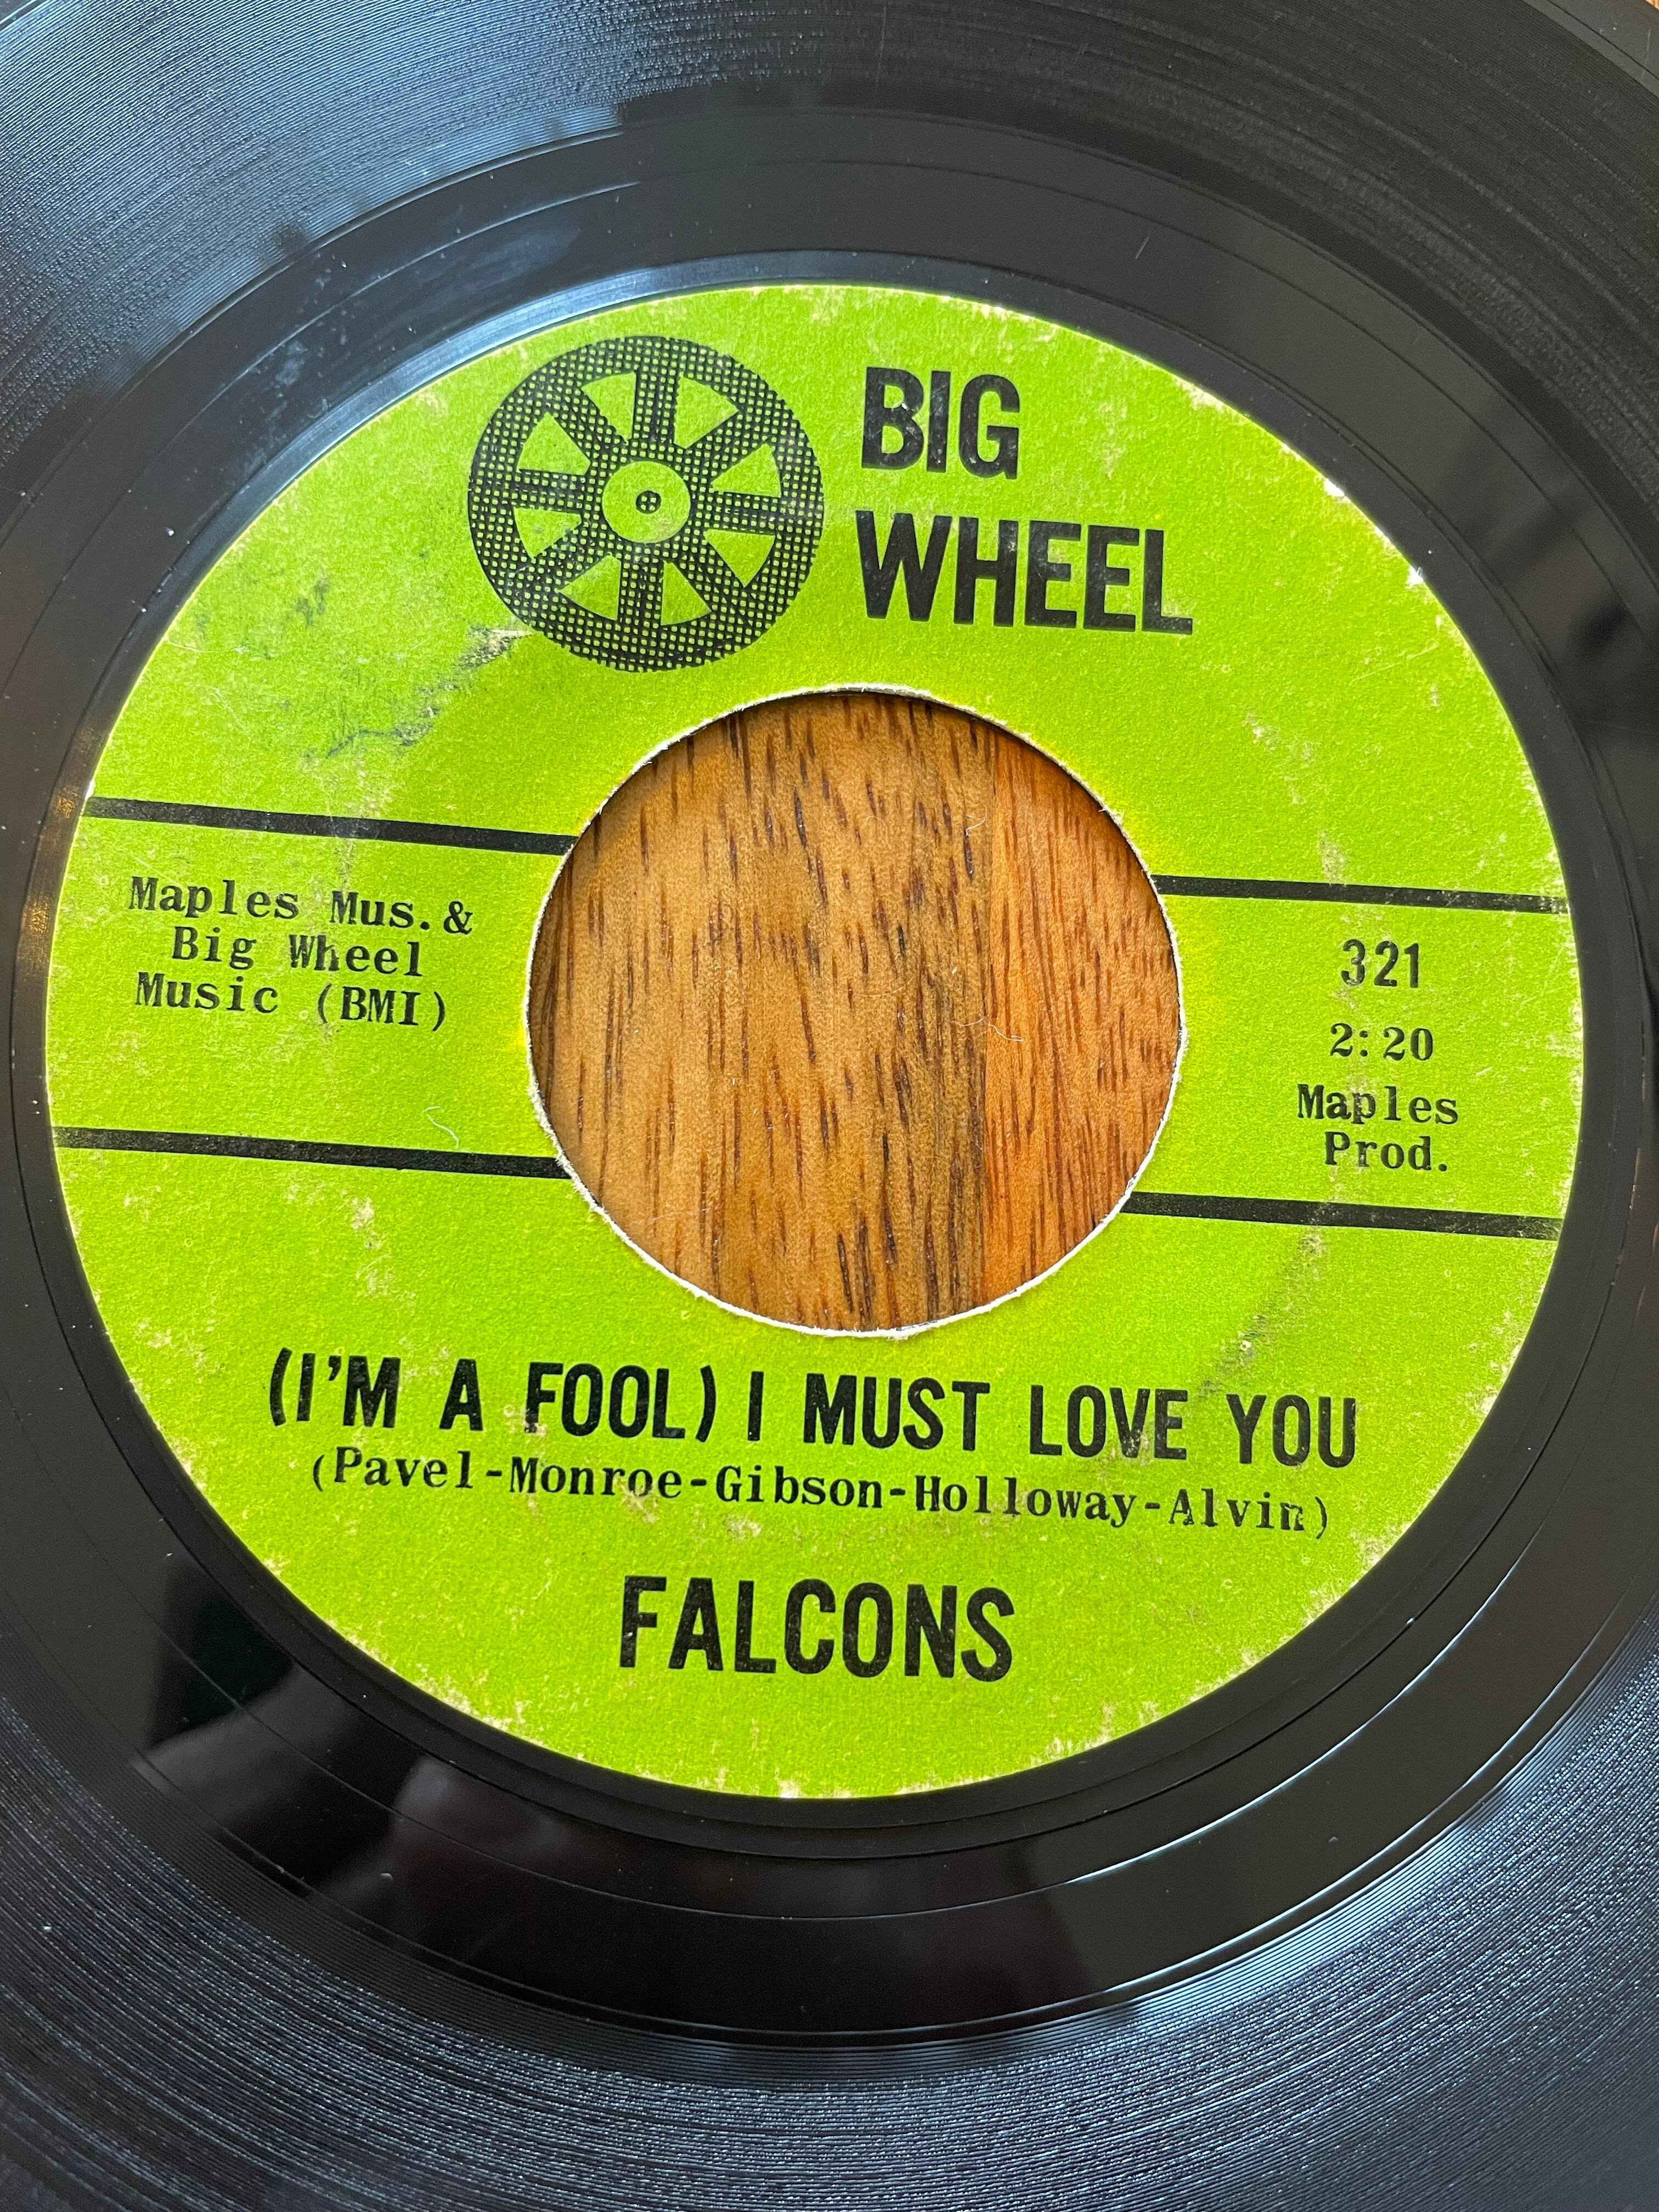 BIG
WHEEL
Maples Mus.&
Big Wheel
Music (BMI)
321
2:20
Maples
Prod.
(I'M A FOOL) I MUST LOVE YOU
(Pavel-Monroe-Gibson-Holloway-Alvin)
FALCONS